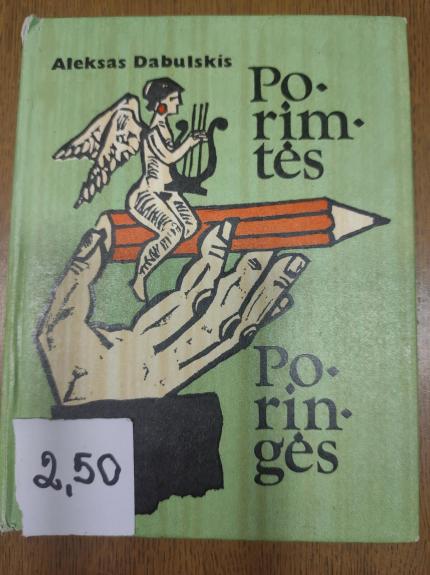 Aleksas Dabulskis
Po·
rim·
tės
Po·
rin·
gės
2,50